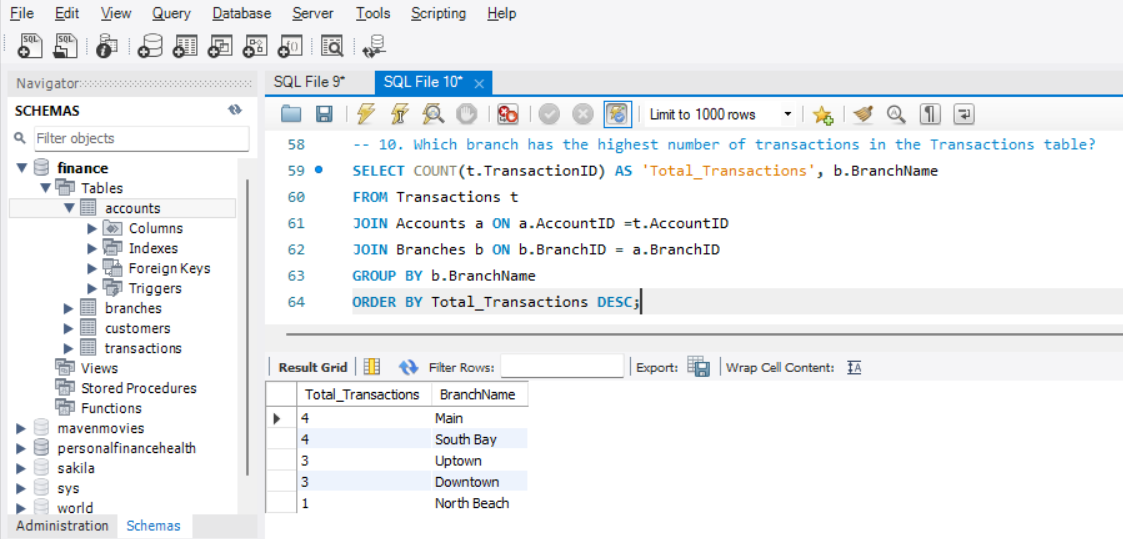 File Edit View Query Database Server Tools Scripting Help
SQL SQL
Navigator
SCHEMAS
Filter objects
finance
Tables
accounts
Columns
Indexes
Foreign Keys
Triggers
branches
customers
transactions
Views
Stored Procedures
Functions
mavenmovies
personalfinancehealth
sakila
sys
world
Administration Schemas
SQL File 9* SQL File 10* ×
Limit to 1000 rows
58 -- 10. Which branch has the highest number of transactions in the Transactions table?
59 SELECT COUNT(t.TransactionID) AS 'Total_Transactions', b.BranchName
60 FROM Transactions t
61 JOIN Accounts a ON a.AccountID =t.AccountID
62 JOIN Branches b ON b.BranchID = a.BranchID
63 GROUP BY b.BranchName
64 ORDER BY Total_Transactions DESC;
Result Grid Filter Rows: Export: Wrap Cell Content: IA
Total_Transactions BranchName
4 Main
4 South Bay
3 Uptown
3 Downtown
1 North Beach